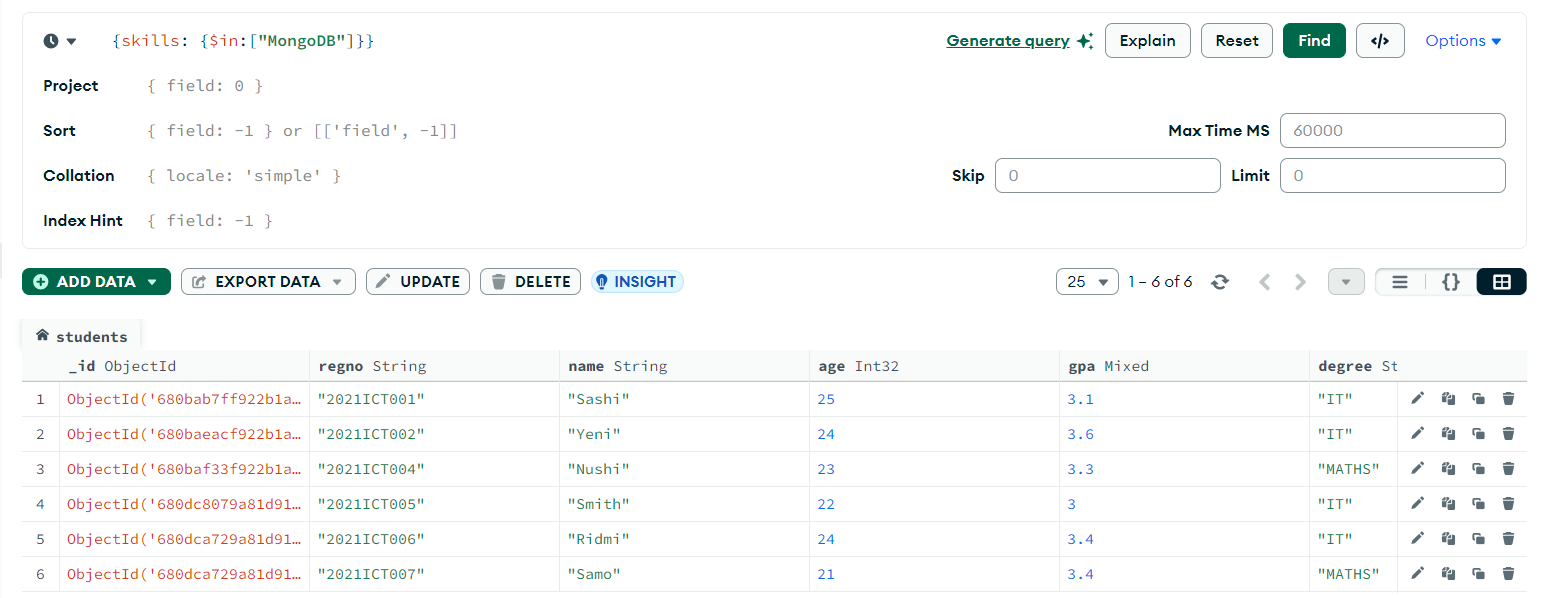 {skills: {$in:["MongoDB"]}} Generate query Explain Reset Find </> Options
Project { field: 0 }
Sort { field: -1 } or [['field', -1]] Max Time MS 60000
Collation { locale: 'simple' } Skip 0 Limit 0
Index Hint { field: -1 }
ADD DATA EXPORT DATA UPDATE DELETE INSIGHT 25 1 – 6 of 6 {}
students
_id ObjectId regno String name String age Int32 gpa Mixed degree St
1 ObjectId('680bab7ff922b1a… "2021ICT001" "Sashi" 25 3.1 "IT"
2 ObjectId('680baeacf922b1a… "2021ICT002" "Yeni" 24 3.6 "IT"
3 ObjectId('680baf33f922b1a… "2021ICT004" "Nushi" 23 3.3 "MATHS"
4 ObjectId('680dc8079a81d91… "2021ICT005" "Smith" 22 3 "IT"
5 ObjectId('680dca729a81d91… "2021ICT006" "Ridmi" 24 3.4 "IT"
6 ObjectId('680dca729a81d91… "2021ICT007" "Samo" 21 3.4 "MATHS"